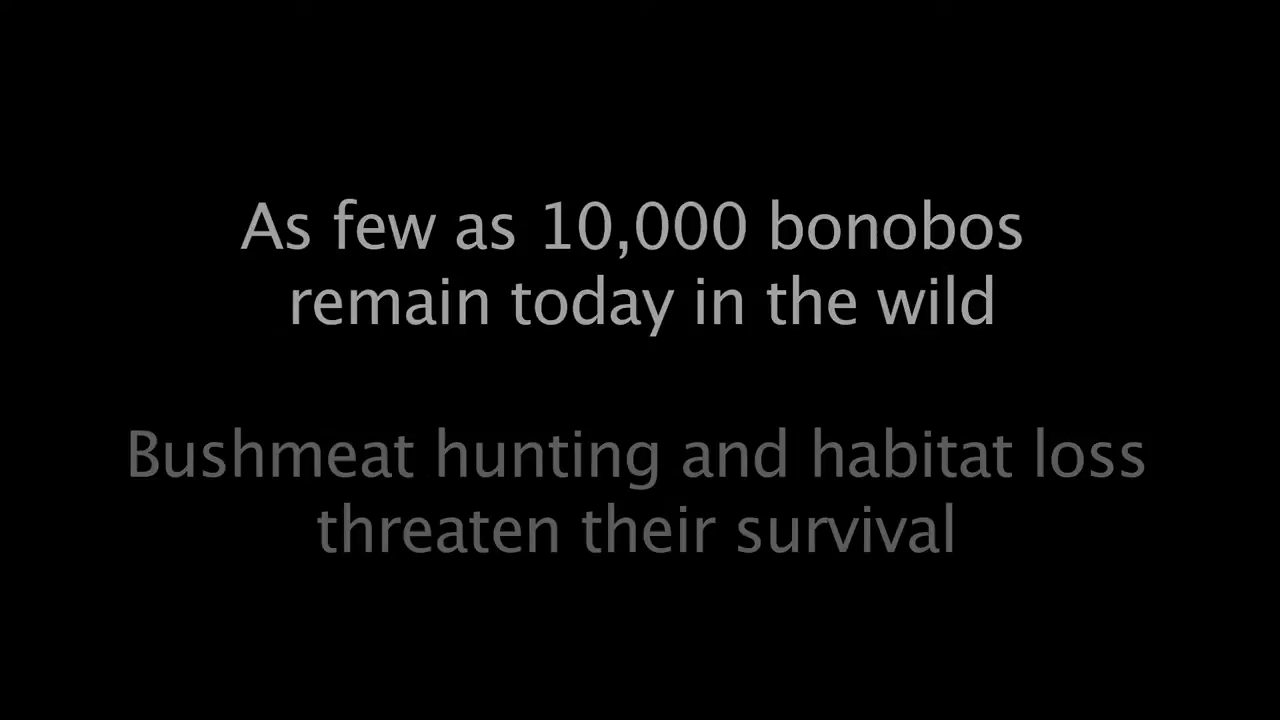 As few as 10,000 bonobos
remain today in the wild
Bushmeat hunting and habitat loss
threaten their survival